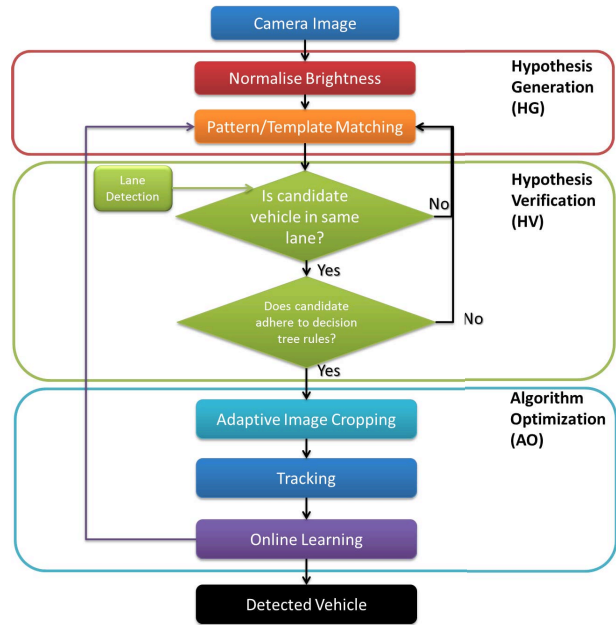 Camera Image
Normalise Brightness
Hypothesis
Generation
(HG)
Pattern/Template Matching
Lane
Detection
Is candidate
vehicle in same
lane?
No
Hypothesis
Verification
(HV)
Yes
Does candidate
adhere to decision
tree rules?
No
Yes
Adaptive Image Cropping
Algorithm
Optimization
(AO)
Tracking
Online Learning
Detected Vehicle